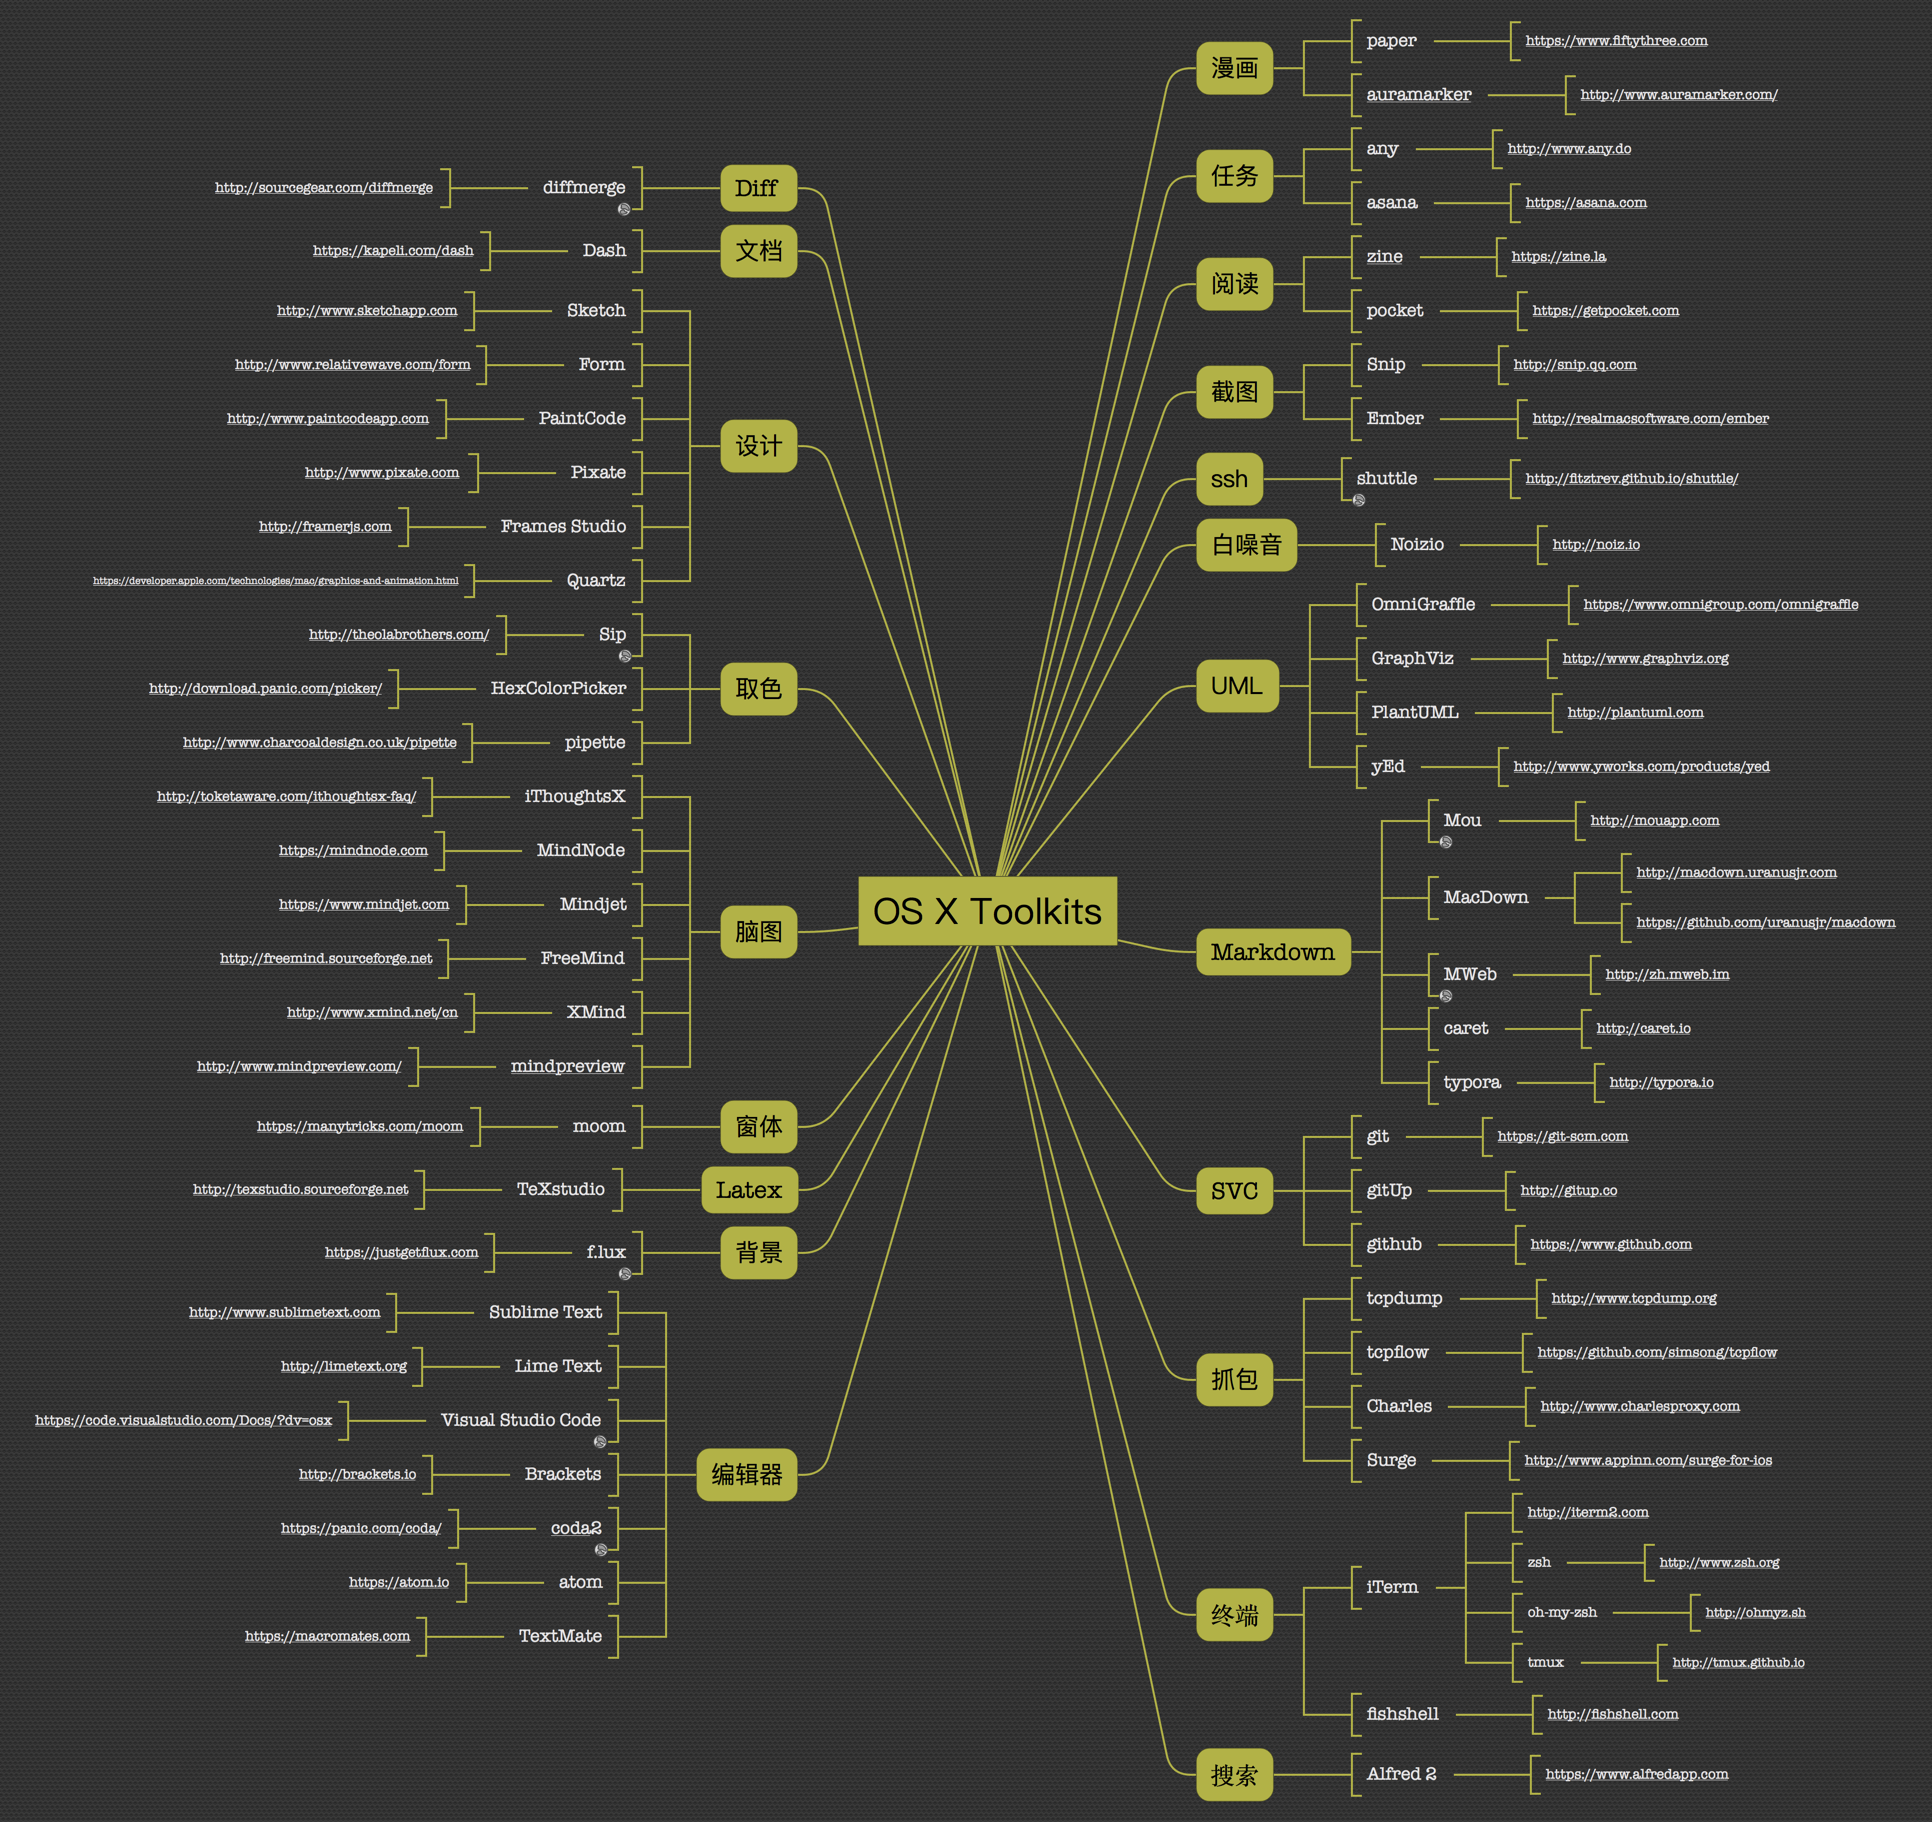 OS X Toolkits
漫画
paper
https://www.fiftythree.com
auramarker
http://www.auramarker.com/
任务
any
http://www.any.do
asana
https://asana.com
阅读
zine
https://zine.la
pocket
https://getpocket.com
截图
Snip
http://snip.qq.com
Ember
http://realmacsoftware.com/ember
ssh
shuttle
http://fitztrev.github.io/shuttle/
白噪音
Noizio
http://noiz.io
UML
OmniGraffle
https://www.omnigroup.com/omnigraffle
GraphViz
http://www.graphviz.org
PlantUML
http://plantuml.com
yEd
http://www.yworks.com/products/yed
Markdown
Mou
http://mouapp.com
MacDown
http://macdown.uranusjr.com
https://github.com/uranusjr/macdown
MWeb
http://zh.mweb.im
caret
http://caret.io
typora
http://typora.io
SVC
git
https://git-scm.com
gitUp
http://gitup.co
github
https://www.github.com
抓包
tcpdump
http://www.tcpdump.org
tcpflow
https://github.com/simsong/tcpflow
Charles
http://www.charlesproxy.com
Surge
http://www.appinn.com/surge-for-ios
终端
iTerm
http://iterm2.com
zsh
http://www.zsh.org
oh-my-zsh
http://ohmyz.sh
tmux
http://tmux.github.io
fishshell
http://fishshell.com
搜索
Alfred 2
https://www.alfredapp.com
Diff
diffmerge
http://sourcegear.com/diffmerge
文档
Dash
https://kapeli.com/dash
设计
Sketch
http://www.sketchapp.com
Form
http://www.relativewave.com/form
PaintCode
http://www.paintcodeapp.com
Pixate
http://www.pixate.com
Frames Studio
http://framerjs.com
Quartz
https://developer.apple.com/technologies/mac/graphics-and-animation.html
取色
Sip
http://theolabrothers.com/
HexColorPicker
http://download.panic.com/picker/
pipette
http://www.charcoaldesign.co.uk/pipette
脑图
iThoughtsX
http://toketaware.com/ithoughtsx-faq/
MindNode
https://mindnode.com
Mindjet
https://www.mindjet.com
FreeMind
http://freemind.sourceforge.net
XMind
http://www.xmind.net/cn
mindpreview
http://www.mindpreview.com/
窗体
moom
https://manytricks.com/moom
Latex
TeXstudio
http://texstudio.sourceforge.net
背景
f.lux
https://justgetflux.com
编辑器
Sublime Text
http://www.sublimetext.com
Lime Text
http://limetext.org
Visual Studio Code
https://code.visualstudio.com/Docs/?dv=osx
Brackets
http://brackets.io
coda2
https://panic.com/coda/
atom
https://atom.io
TextMate
https://macromates.com